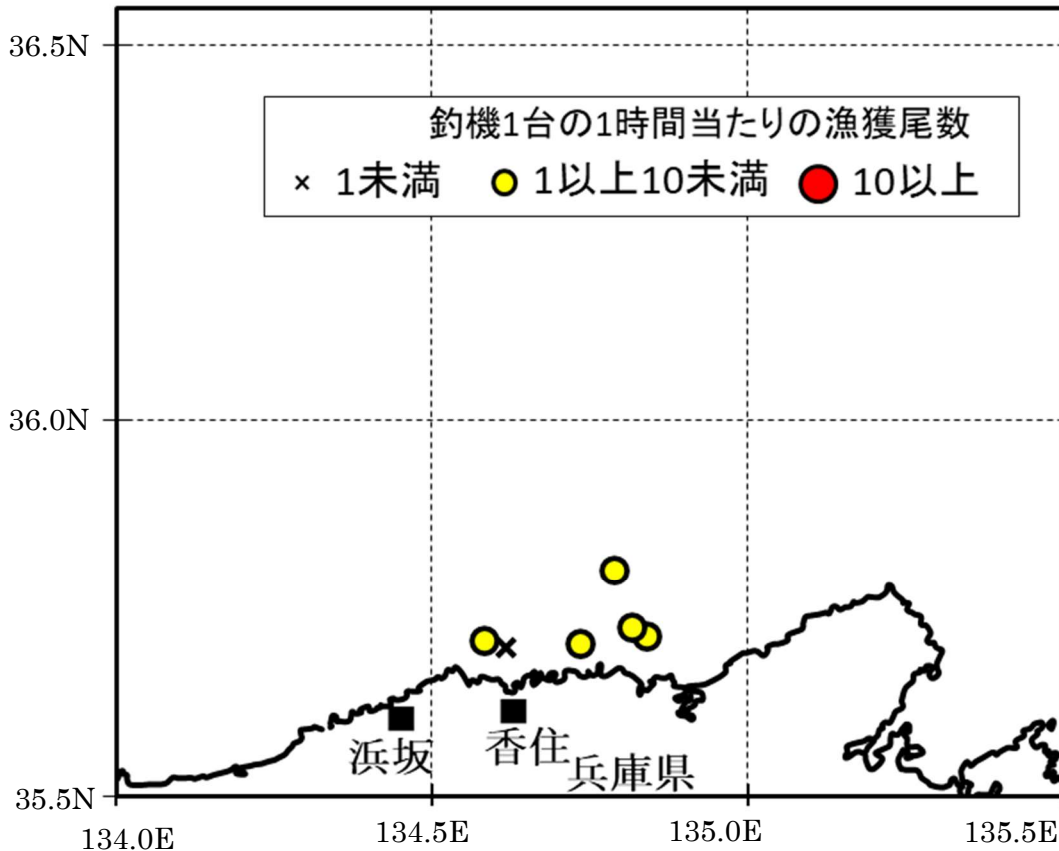 36.5N
釣機1台の1時間当たりの漁獲尾数
× 1未満 1以上10未満 10以上
36.0N
浜坂
香住
兵庫県
35.5N
134.0E 134.5E 135.0E 135.5E